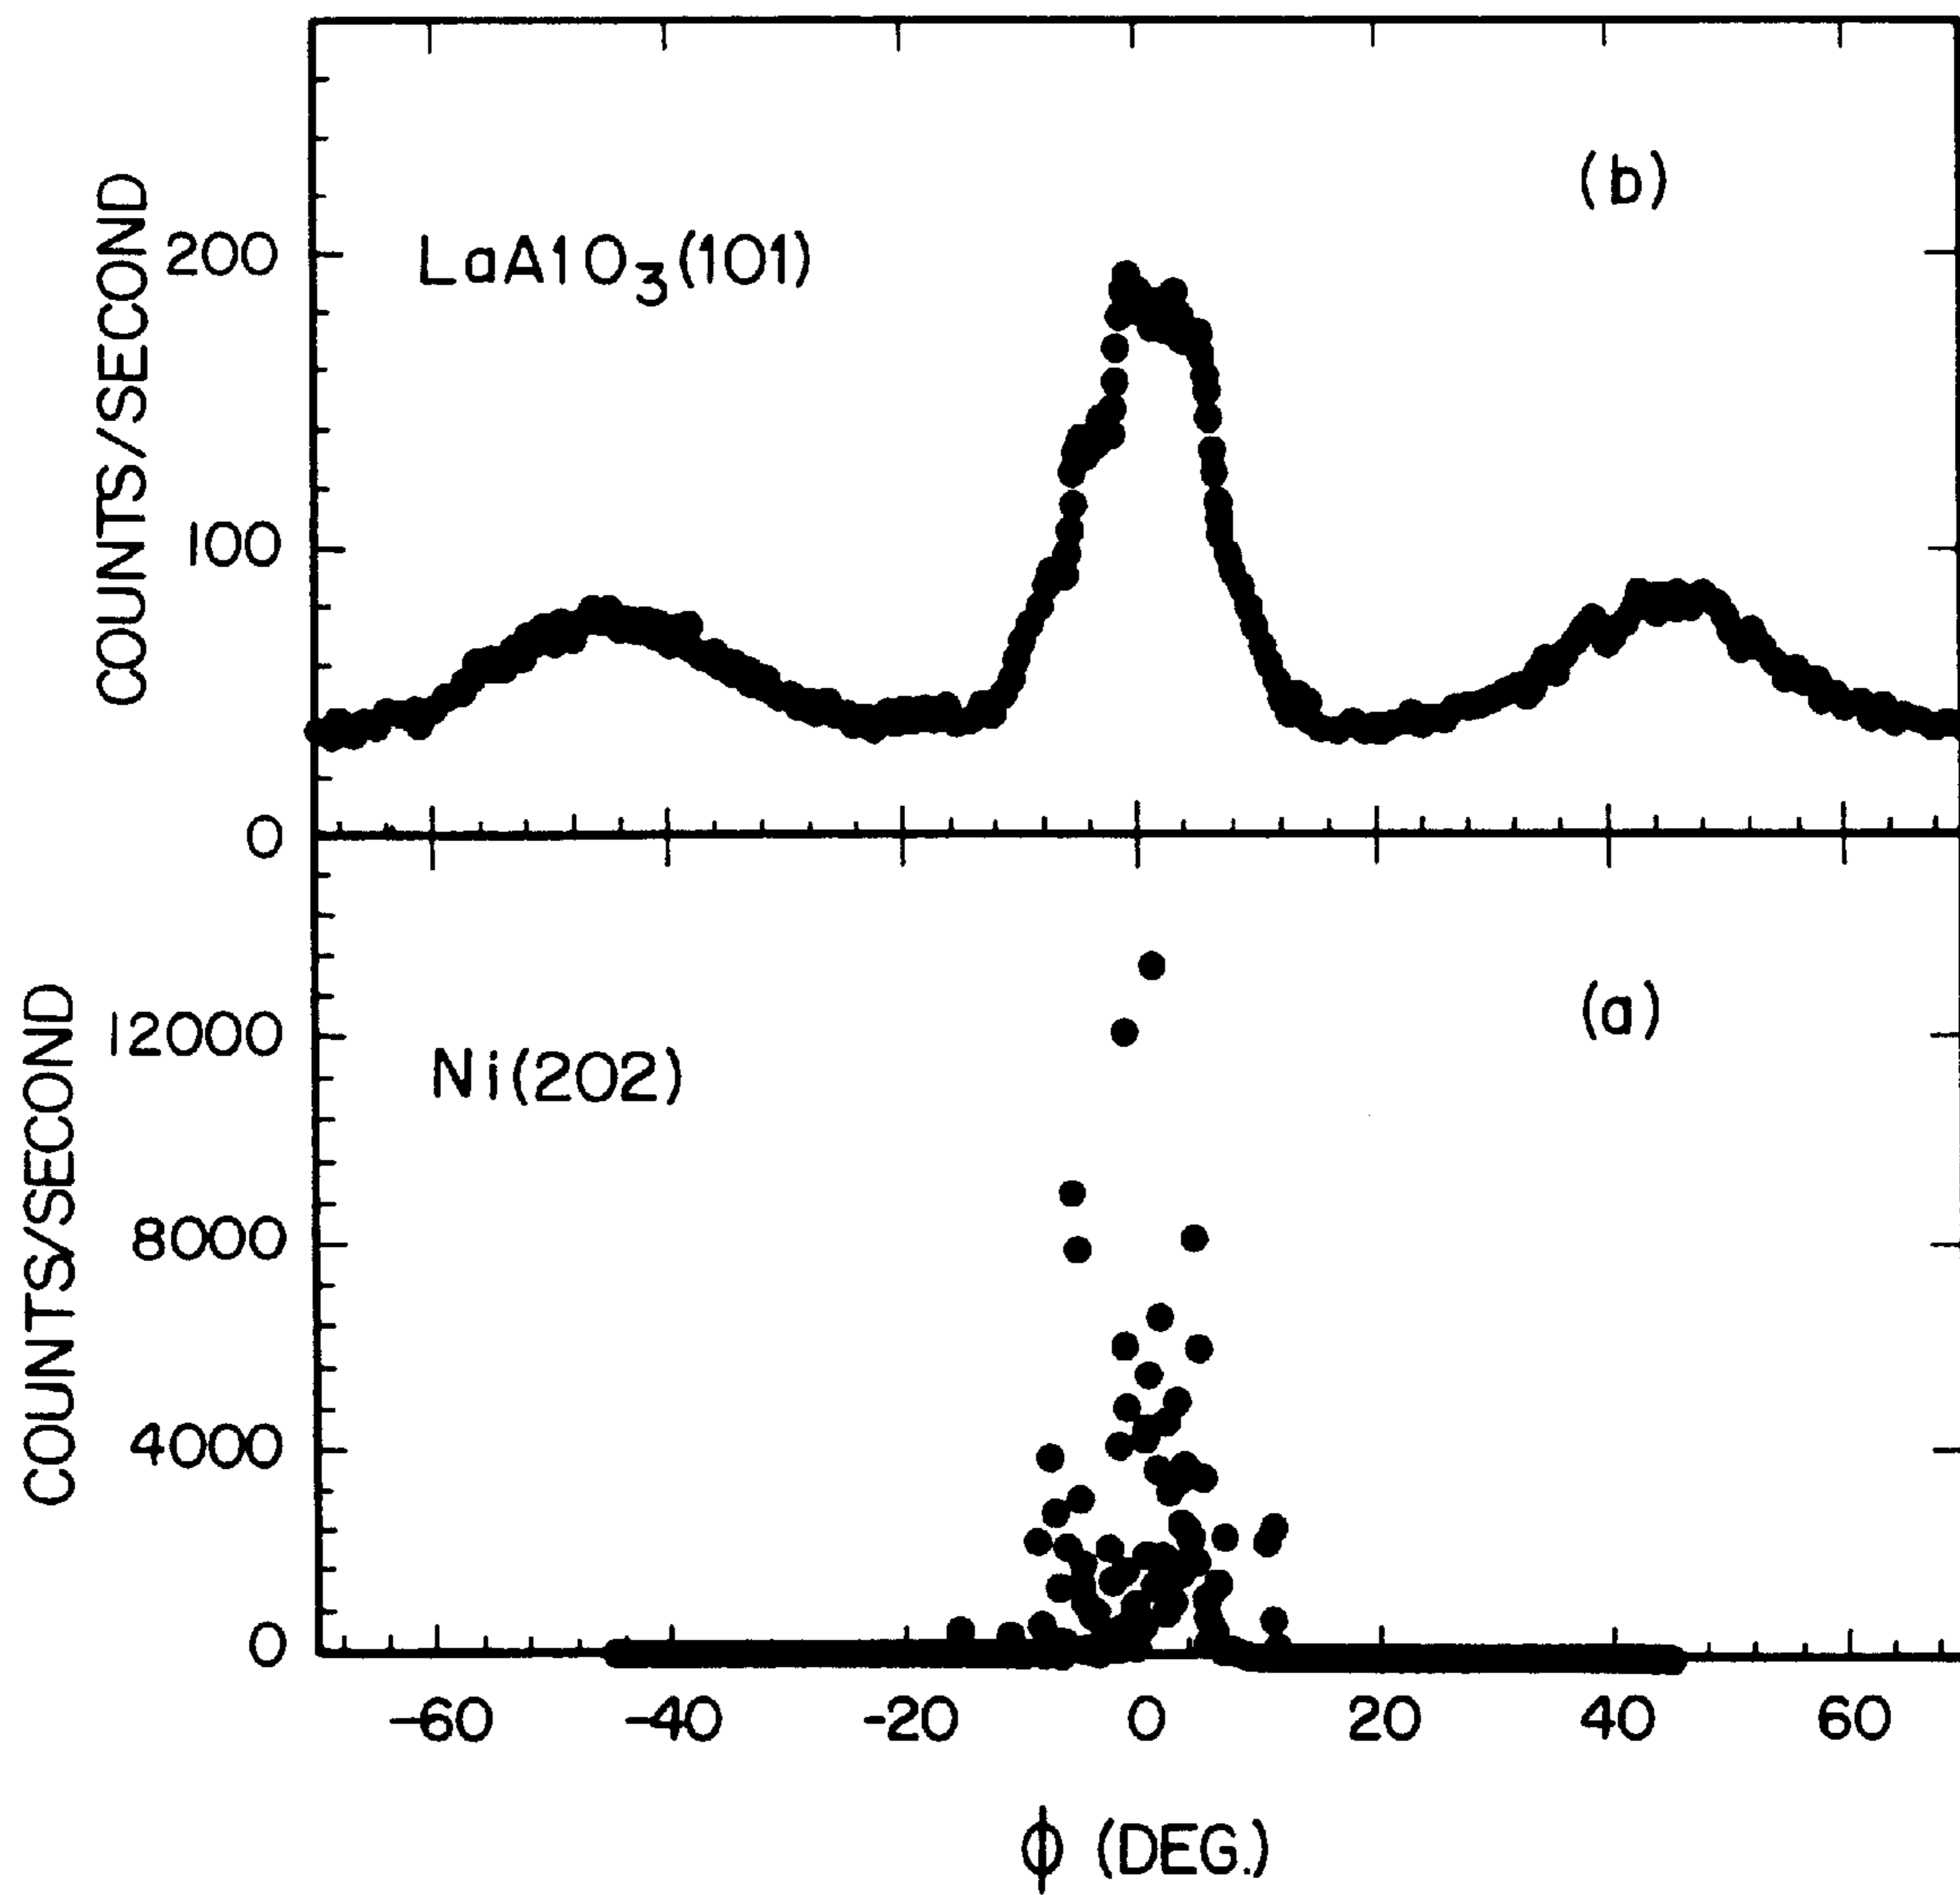 COUNTS/SECOND
200
100
0
LaAlO3(101)
(b)
COUNTS/SECOND
12000
8000
4000
0
Ni(202)
(a)
-60 -40 -20 0 20 40 60
ϕ (DEG.)